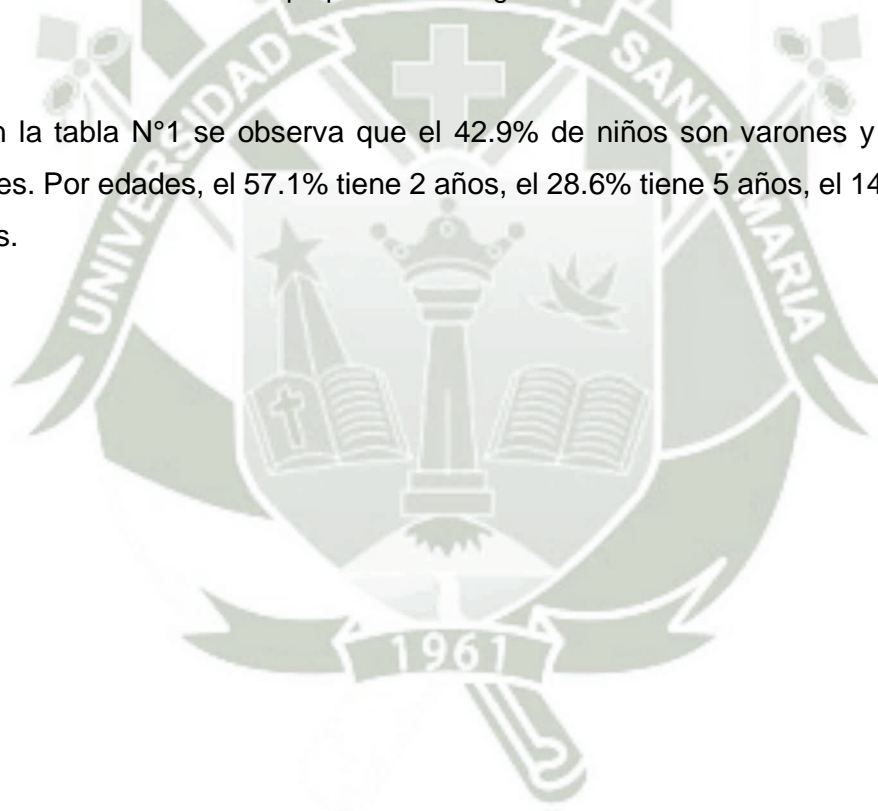 UNIVERSIDAD SANTA MARIA
n la tabla N°1 se observa que el 42.9% de niños son varones y
es. Por edades, el 57.1% tiene 2 años, el 28.6% tiene 5 años, el 14
s.
1961